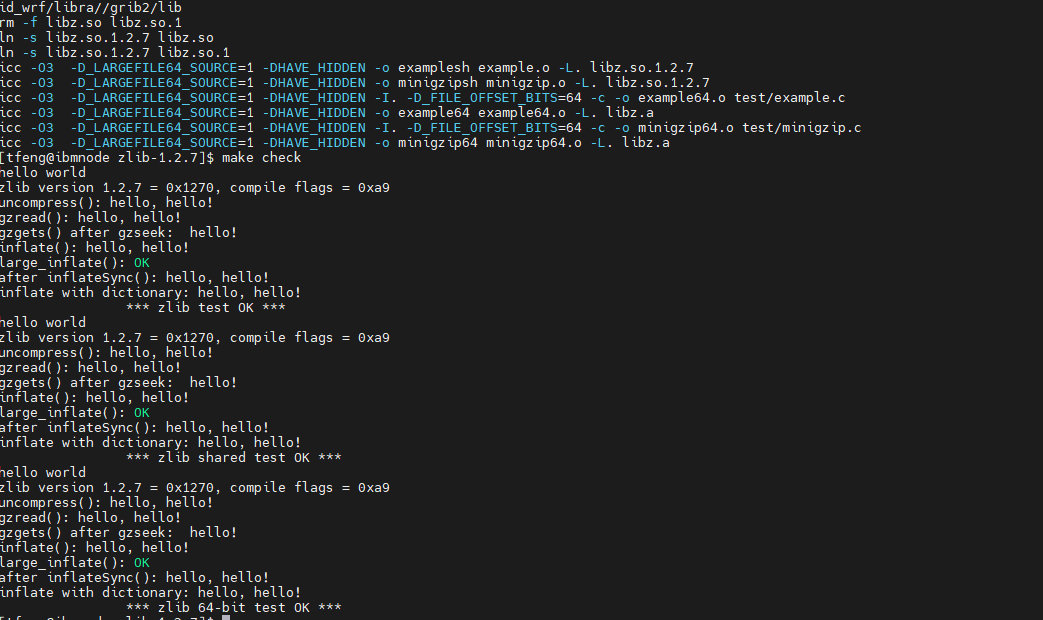 id_wrf/libra//grib2/lib
rm -f libz.so libz.so.1
ln -s libz.so.1.2.7 libz.so
ln -s libz.so.1.2.7 libz.so.1
icc -O3  -D_LARGEFILE64_SOURCE=1 -DHAVE_HIDDEN -o examplesh example.o -L. libz.so.1.2.7
icc -O3  -D_LARGEFILE64_SOURCE=1 -DHAVE_HIDDEN -o minigzipsh minigzip.o -L. libz.so.1.2.7
icc -O3  -D_LARGEFILE64_SOURCE=1 -DHAVE_HIDDEN -I. -D_FILE_OFFSET_BITS=64 -c -o example64.o test/example.c
icc -O3  -D_LARGEFILE64_SOURCE=1 -DHAVE_HIDDEN -o example64 example64.o -L. libz.a
icc -O3  -D_LARGEFILE64_SOURCE=1 -DHAVE_HIDDEN -I. -D_FILE_OFFSET_BITS=64 -c -o minigzip64.o test/minigzip.c
icc -O3  -D_LARGEFILE64_SOURCE=1 -DHAVE_HIDDEN -o minigzip64 minigzip64.o -L. libz.a
[tfeng@ibmnode zlib-1.2.7]$ make check
hello world
zlib version 1.2.7 = 0x1270, compile flags = 0xa9
uncompress(): hello, hello!
gzread(): hello, hello!
gzgets() after gzseek:  hello!
inflate(): hello, hello!
large_inflate(): OK
after inflateSync(): hello, hello!
inflate with dictionary: hello, hello!
*** zlib test OK ***
hello world
zlib version 1.2.7 = 0x1270, compile flags = 0xa9
uncompress(): hello, hello!
gzread(): hello, hello!
gzgets() after gzseek:  hello!
inflate(): hello, hello!
large_inflate(): OK
after inflateSync(): hello, hello!
inflate with dictionary: hello, hello!
*** zlib shared test OK ***
hello world
zlib version 1.2.7 = 0x1270, compile flags = 0xa9
uncompress(): hello, hello!
gzread(): hello, hello!
gzgets() after gzseek:  hello!
inflate(): hello, hello!
large_inflate(): OK
after inflateSync(): hello, hello!
inflate with dictionary: hello, hello!
*** zlib 64-bit test OK ***